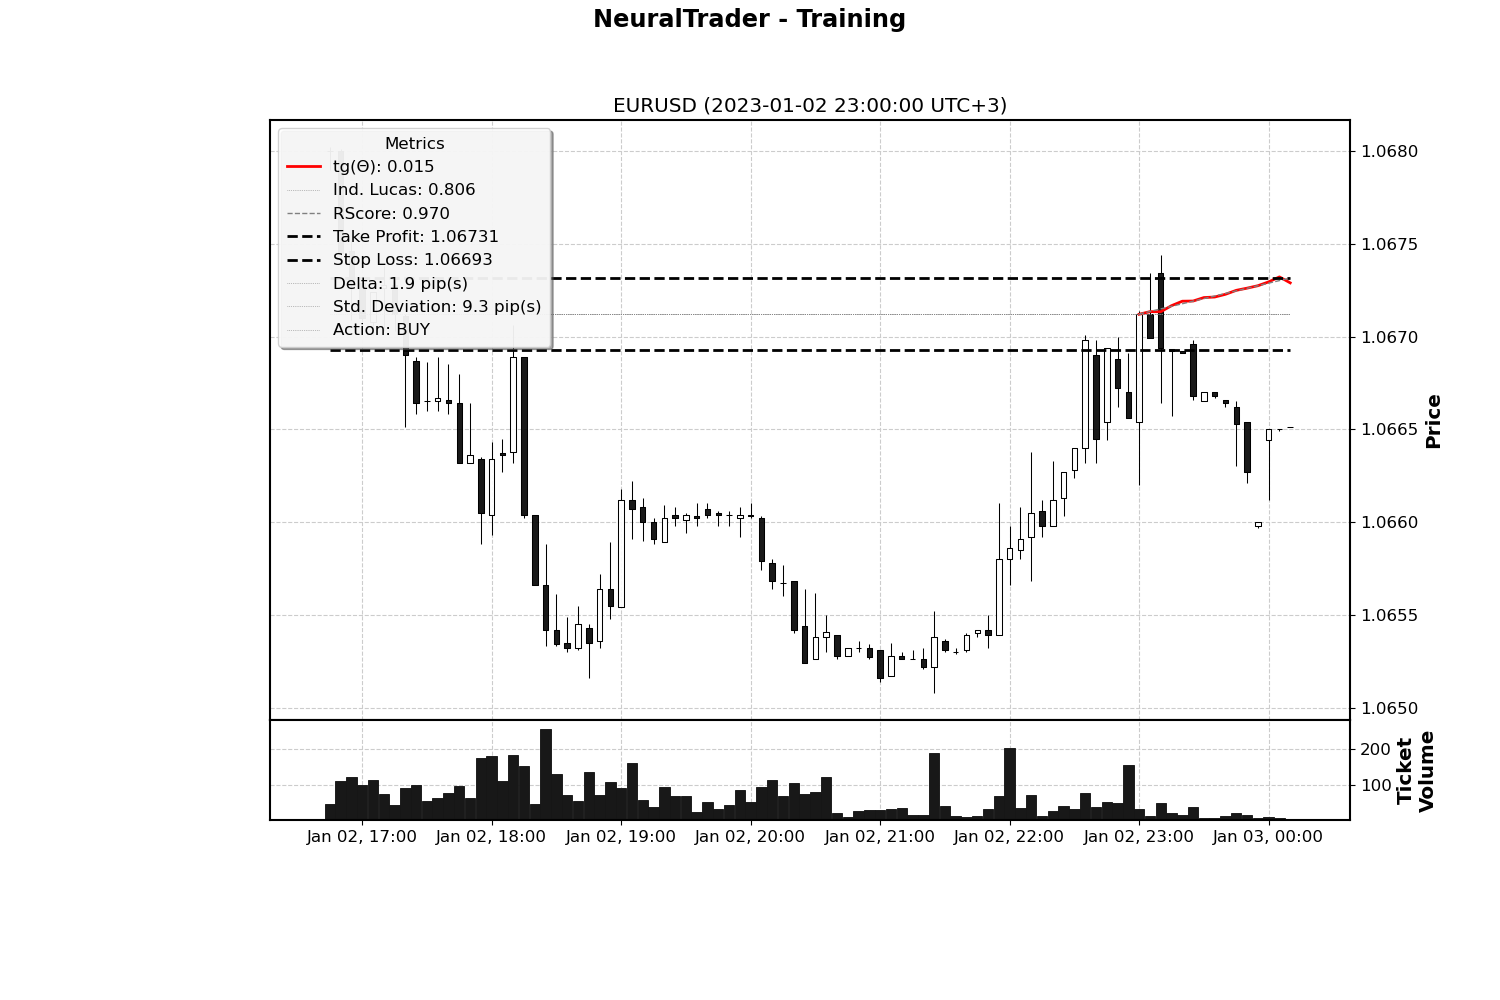 NeuralTrader - Training
EURUSD (2023-01-02 23:00:00 UTC+3)
Metrics
tg(Θ): 0.015
Ind. Lucas: 0.806
RScore: 0.970
Take Profit: 1.06731
Stop Loss: 1.06693
Delta: 1.9 pip(s)
Std. Deviation: 9.3 pip(s)
Action: BUY
1.0680
1.0675
1.0670
1.0665
1.0660
1.0655
1.0650
Price
200
100
Ticket
Volume
Jan 02, 17:00
Jan 02, 18:00
Jan 02, 19:00
Jan 02, 20:00
Jan 02, 21:00
Jan 02, 22:00
Jan 02, 23:00
Jan 03, 00:00